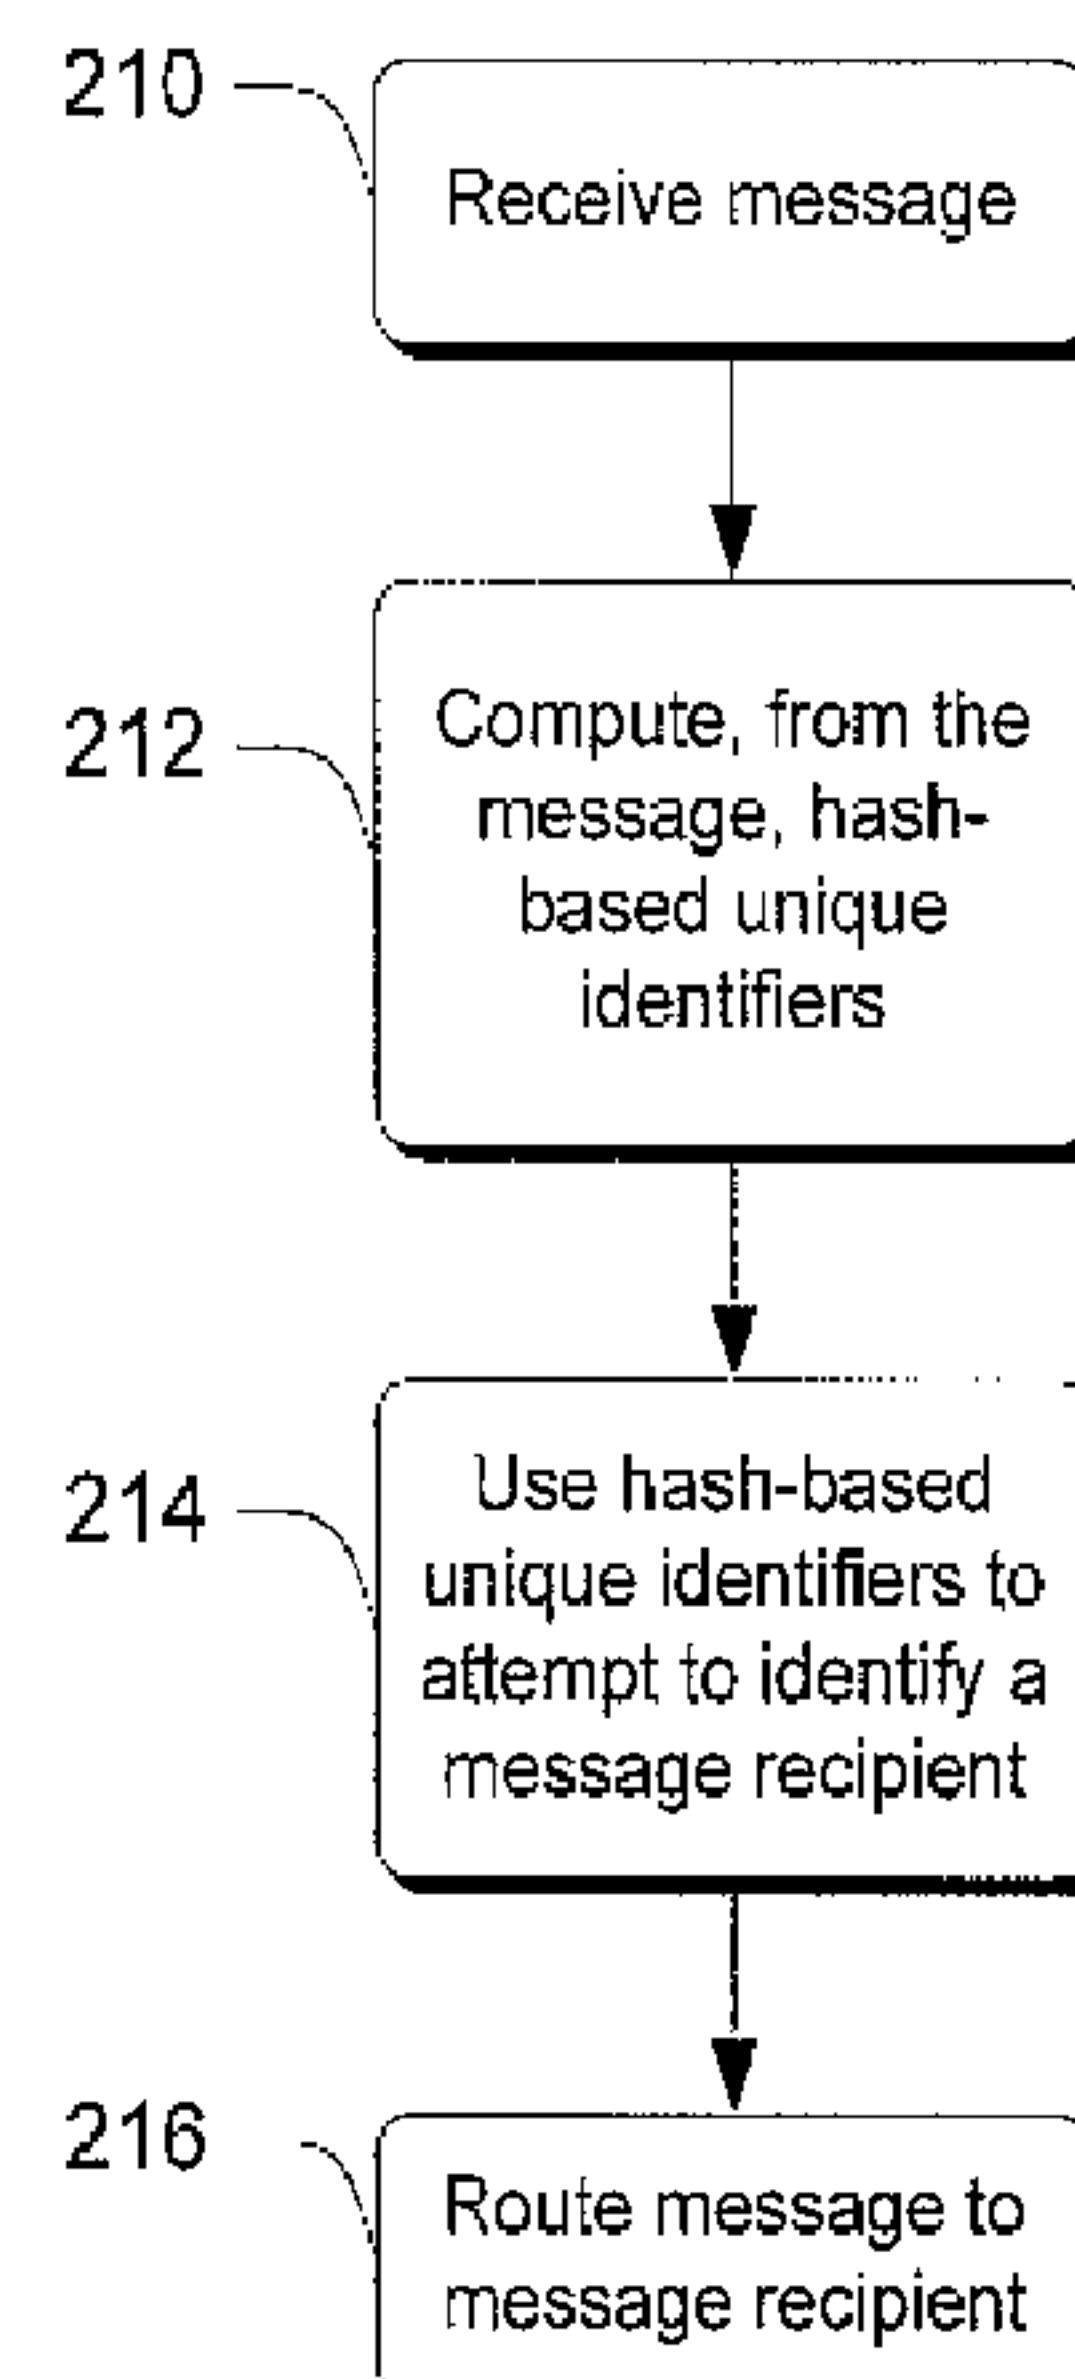 210
Receive message
212
Compute, from the
message, hash-
based unique
identifiers
214
Use hash-based
unique identifiers to
attempt to identify a
message recipient
216
Route message to
message recipient